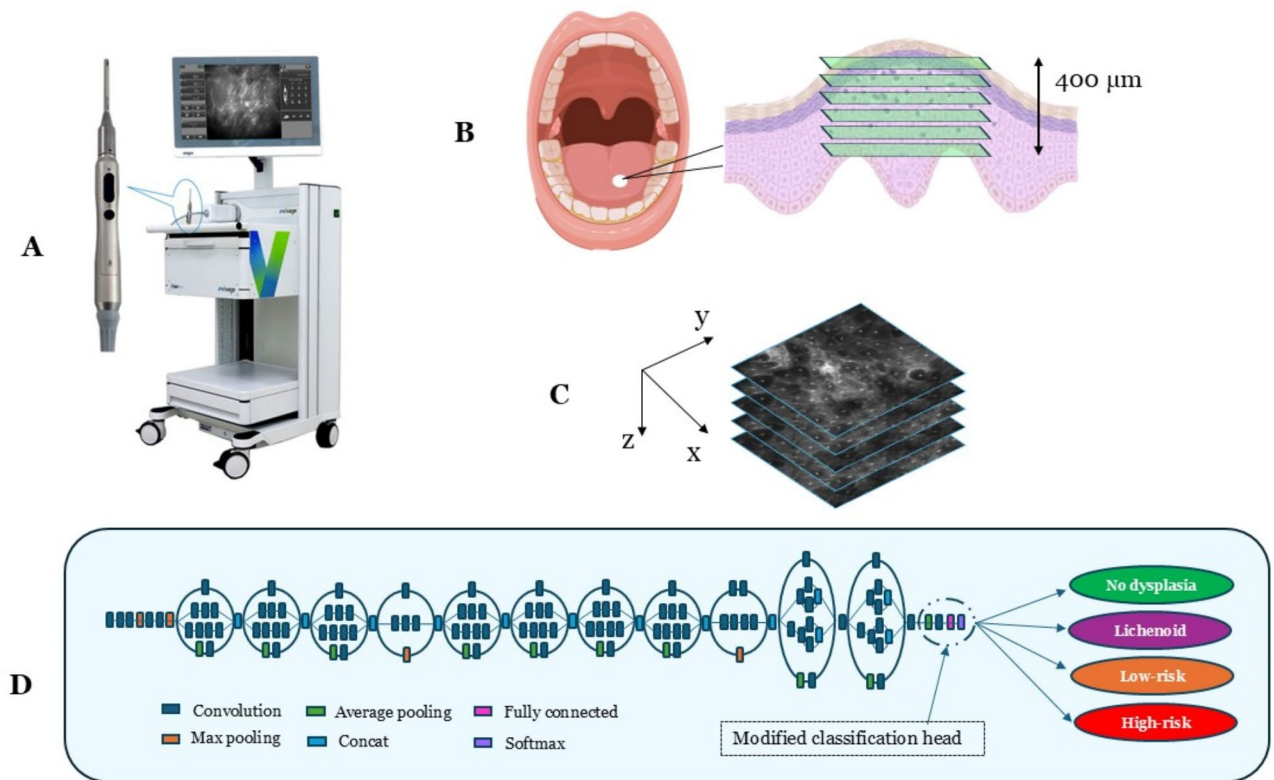 A
B
400 μm
C
y
z
x
D
No dysplasia
Lichenoid
Low-risk
High-risk
Convolution
Average pooling
Fully connected
Max pooling
Concat
Softmax
Modified classification head